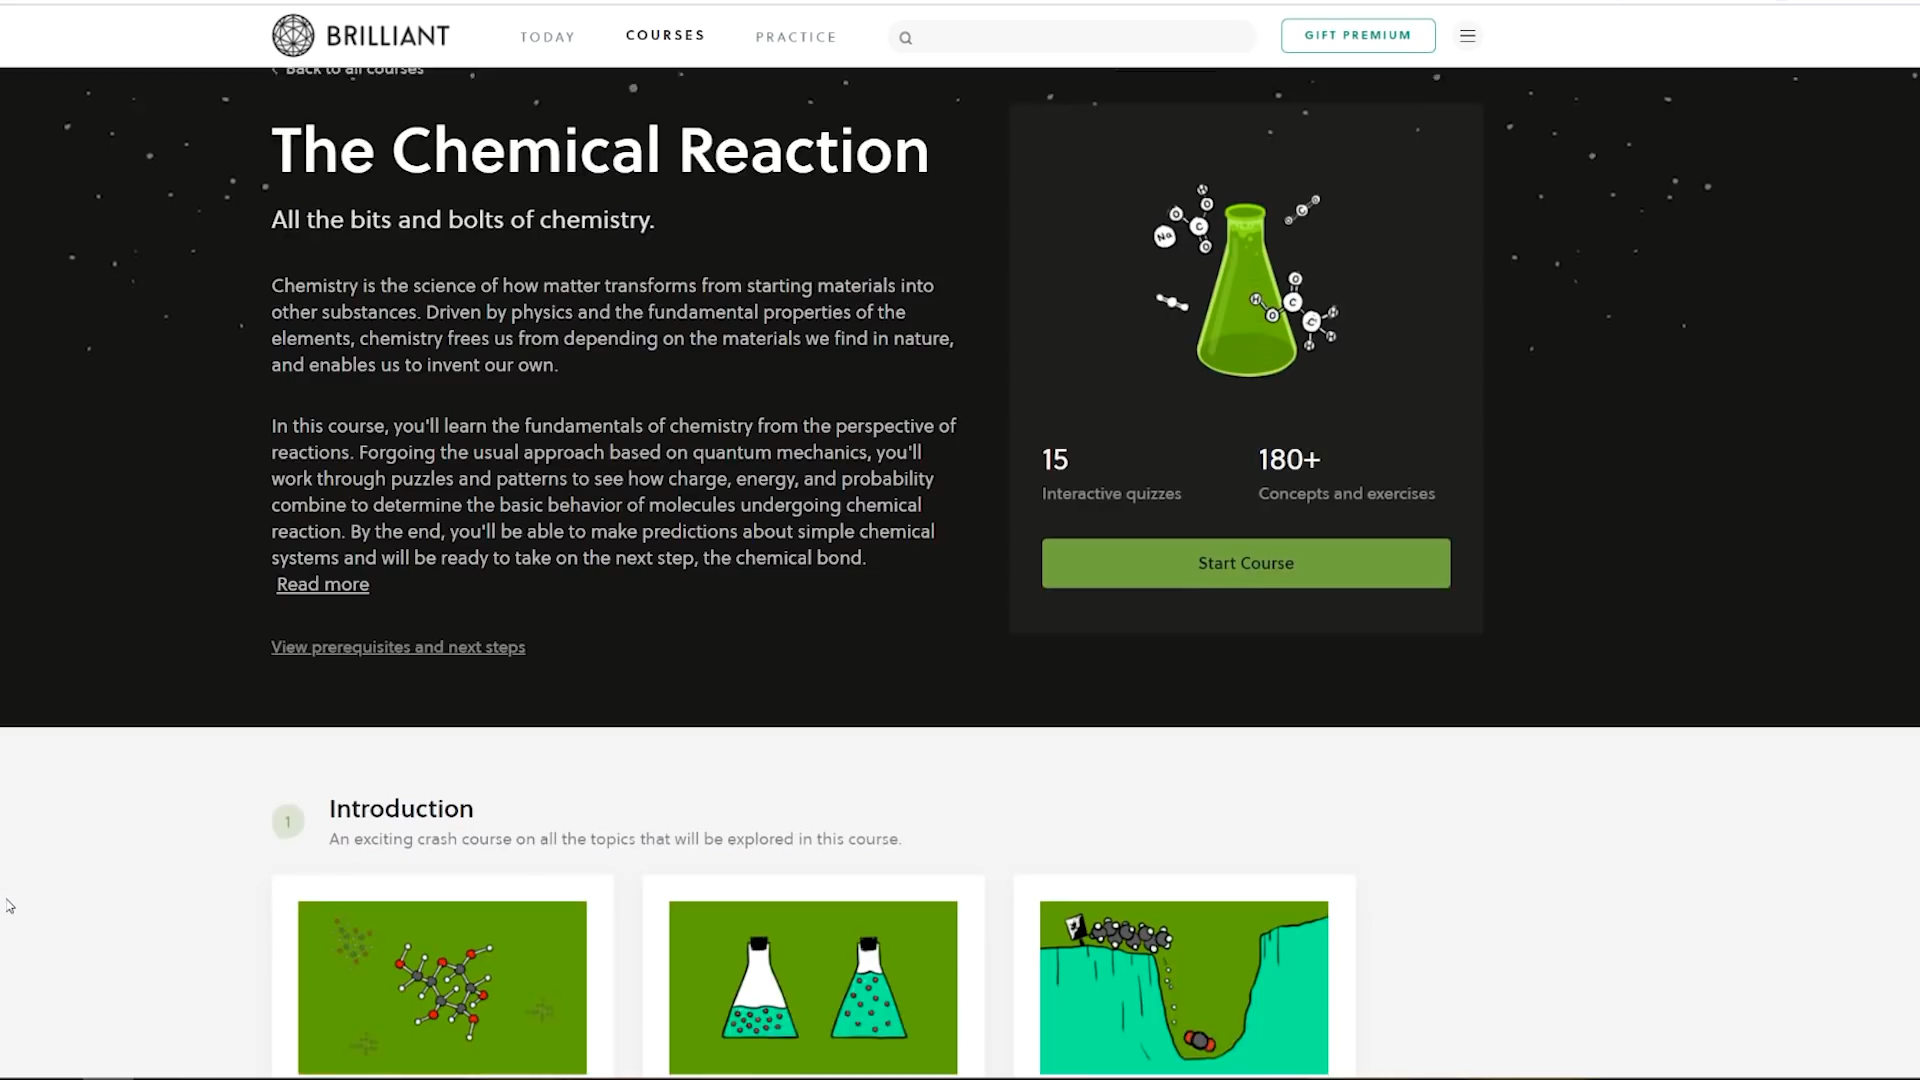 BRILLIANT
TODAY
COURSES
PRACTICE
GIFT PREMIUM
Back to all courses
The Chemical Reaction
All the bits and bolts of chemistry.
Chemistry is the science of how matter transforms from starting materials into
other substances. Driven by physics and the fundamental properties of the
elements, chemistry frees us from depending on the materials we find in nature,
and enables us to invent our own.
In this course, you'll learn the fundamentals of chemistry from the perspective of
reactions. Forgoing the usual approach based on quantum mechanics, you'll
work through puzzles and patterns to see how charge, energy, and probability
combine to determine the basic behavior of molecules undergoing chemical
reaction. By the end, you'll be able to make predictions about simple chemical
systems and will be ready to take on the next step, the chemical bond.
Read more
View prerequisites and next steps
H
O
O
C
Na
O
C
O
H
C
O
C
H
H
H
15
Interactive quizzes
180+
Concepts and exercises
Start Course
1
Introduction
An exciting crash course on all the topics that will be explored in this course.